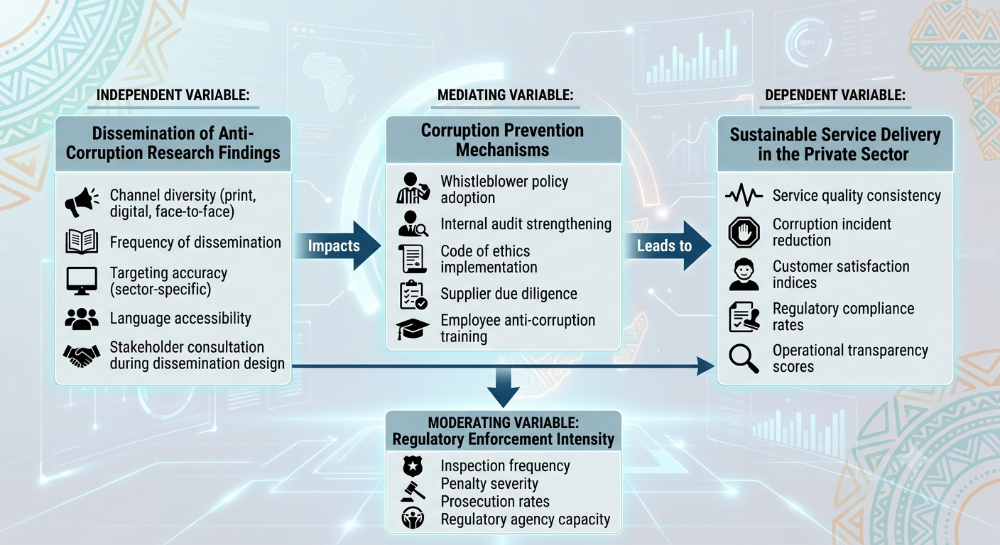 INDEPENDENT VARIABLE:
Dissemination of Anti-
Corruption Research Findings
Channel diversity (print,
digital, face-to-face)
Frequency of dissemination
Targeting accuracy
(sector-specific)
Language accessibility
Stakeholder consultation
during dissemination design
Impacts
MEDIATING VARIABLE:
Corruption Prevention
Mechanisms
Whistleblower policy
adoption
Internal audit strengthening
Code of ethics
implementation
Supplier due diligence
Employee anti-corruption
training
Leads to
DEPENDENT VARIABLE:
Sustainable Service Delivery
in the Private Sector
Service quality consistency
Corruption incident
reduction
Customer satisfaction
indices
Regulatory compliance
rates
Operational transparency
scores
MODERATING VARIABLE:
Regulatory Enforcement Intensity
Inspection frequency
Penalty severity
Prosecution rates
Regulatory agency capacity